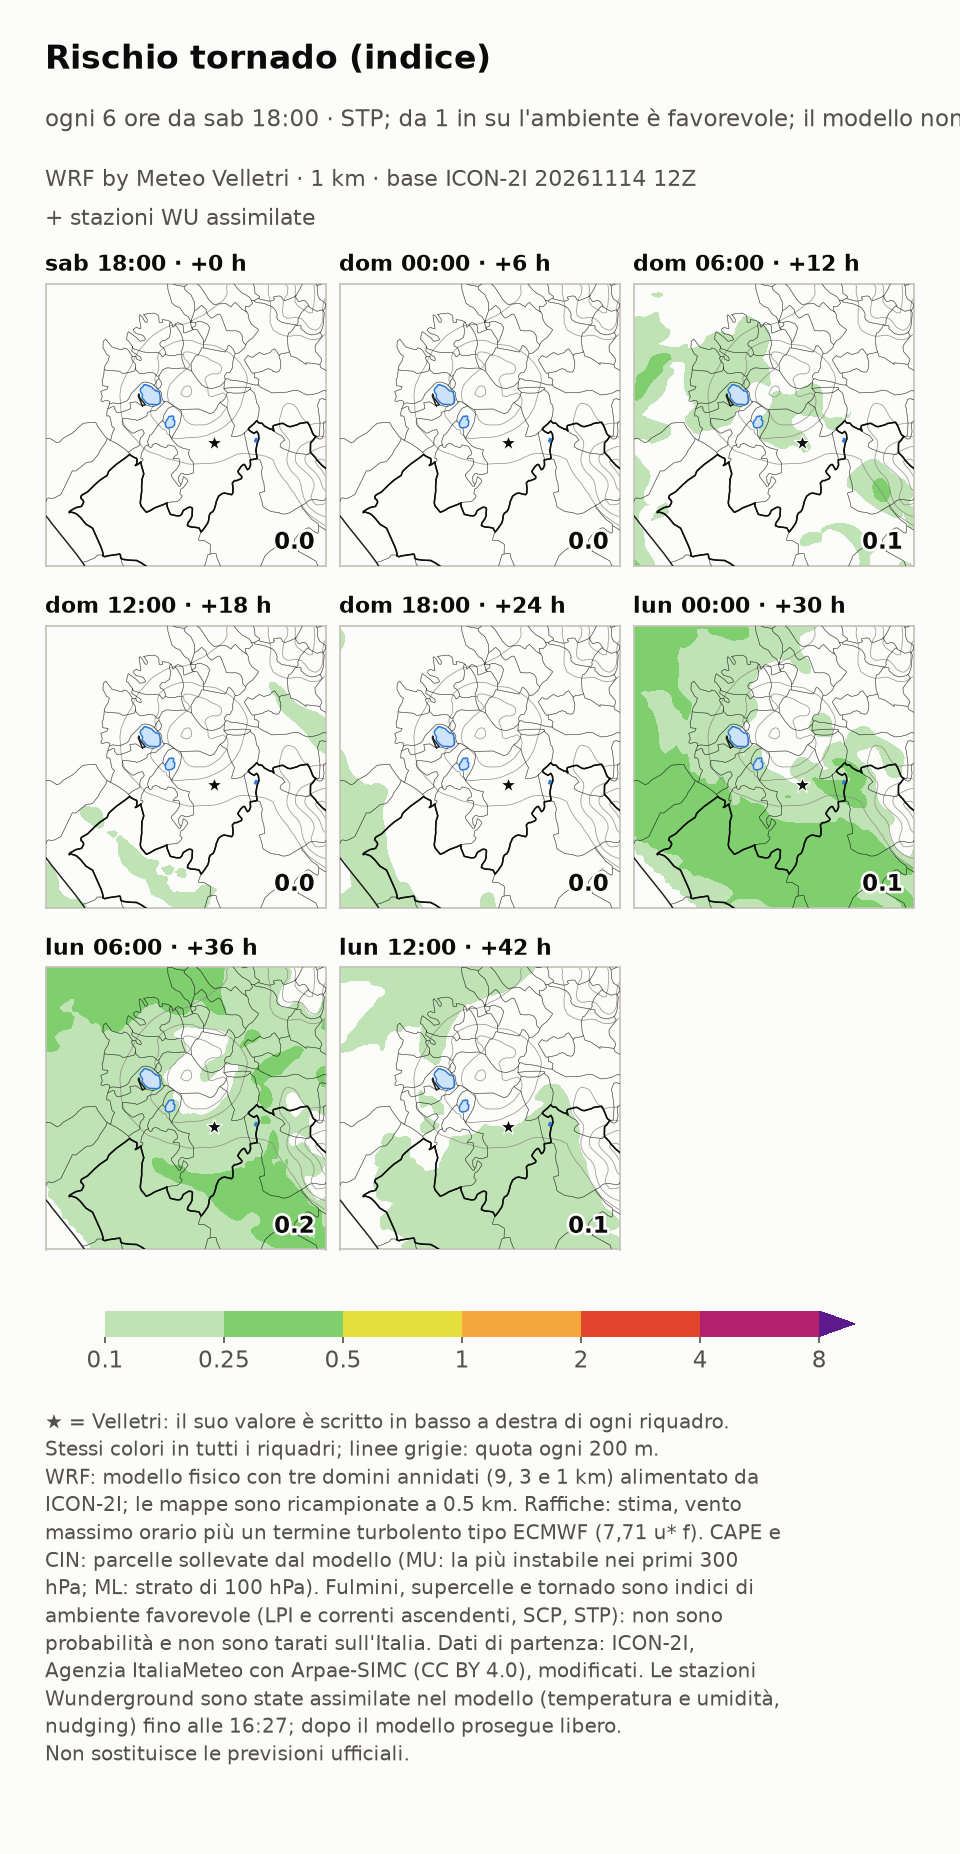 Rischio tornado (indice)
ogni 6 ore da sab 18:00 · STP; da 1 in su l'ambiente è favorevole; il modello non
WRF by Meteo Velletri · 1 km · base ICON-2I 20261114 12Z
+ stazioni WU assimilate
sab 18:00 · +0 h
dom 00:00 · +6 h
dom 06:00 · +12 h
0.0
0.0
0.1
dom 12:00 · +18 h
dom 18:00 · +24 h
lun 00:00 · +30 h
0.0
0.0
0.1
lun 06:00 · +36 h
lun 12:00 · +42 h
0.2
0.1
0.1 0.25 0.5 1 2 4 8
★ = Velletri: il suo valore è scritto in basso a destra di ogni riquadro.
Stessi colori in tutti i riquadri; linee grigie: quota ogni 200 m.
WRF: modello fisico con tre domini annidati (9, 3 e 1 km) alimentato da
ICON-2I; le mappe sono ricampionate a 0.5 km. Raffiche: stima, vento
massimo orario più un termine turbolento tipo ECMWF (7,71 u* f). CAPE e
CIN: parcelle sollevate dal modello (MU: la più instabile nei primi 300
hPa; ML: strato di 100 hPa). Fulmini, supercelle e tornado sono indici di
ambiente favorevole (LPI e correnti ascendenti, SCP, STP): non sono
probabilità e non sono tarati sull'Italia. Dati di partenza: ICON-2I,
Agenzia ItaliaMeteo con Arpae-SIMC (CC BY 4.0), modificati. Le stazioni
Wunderground sono state assimilate nel modello (temperatura e umidità,
nudging) fino alle 16:27; dopo il modello prosegue libero.
Non sostituisce le previsioni ufficiali.